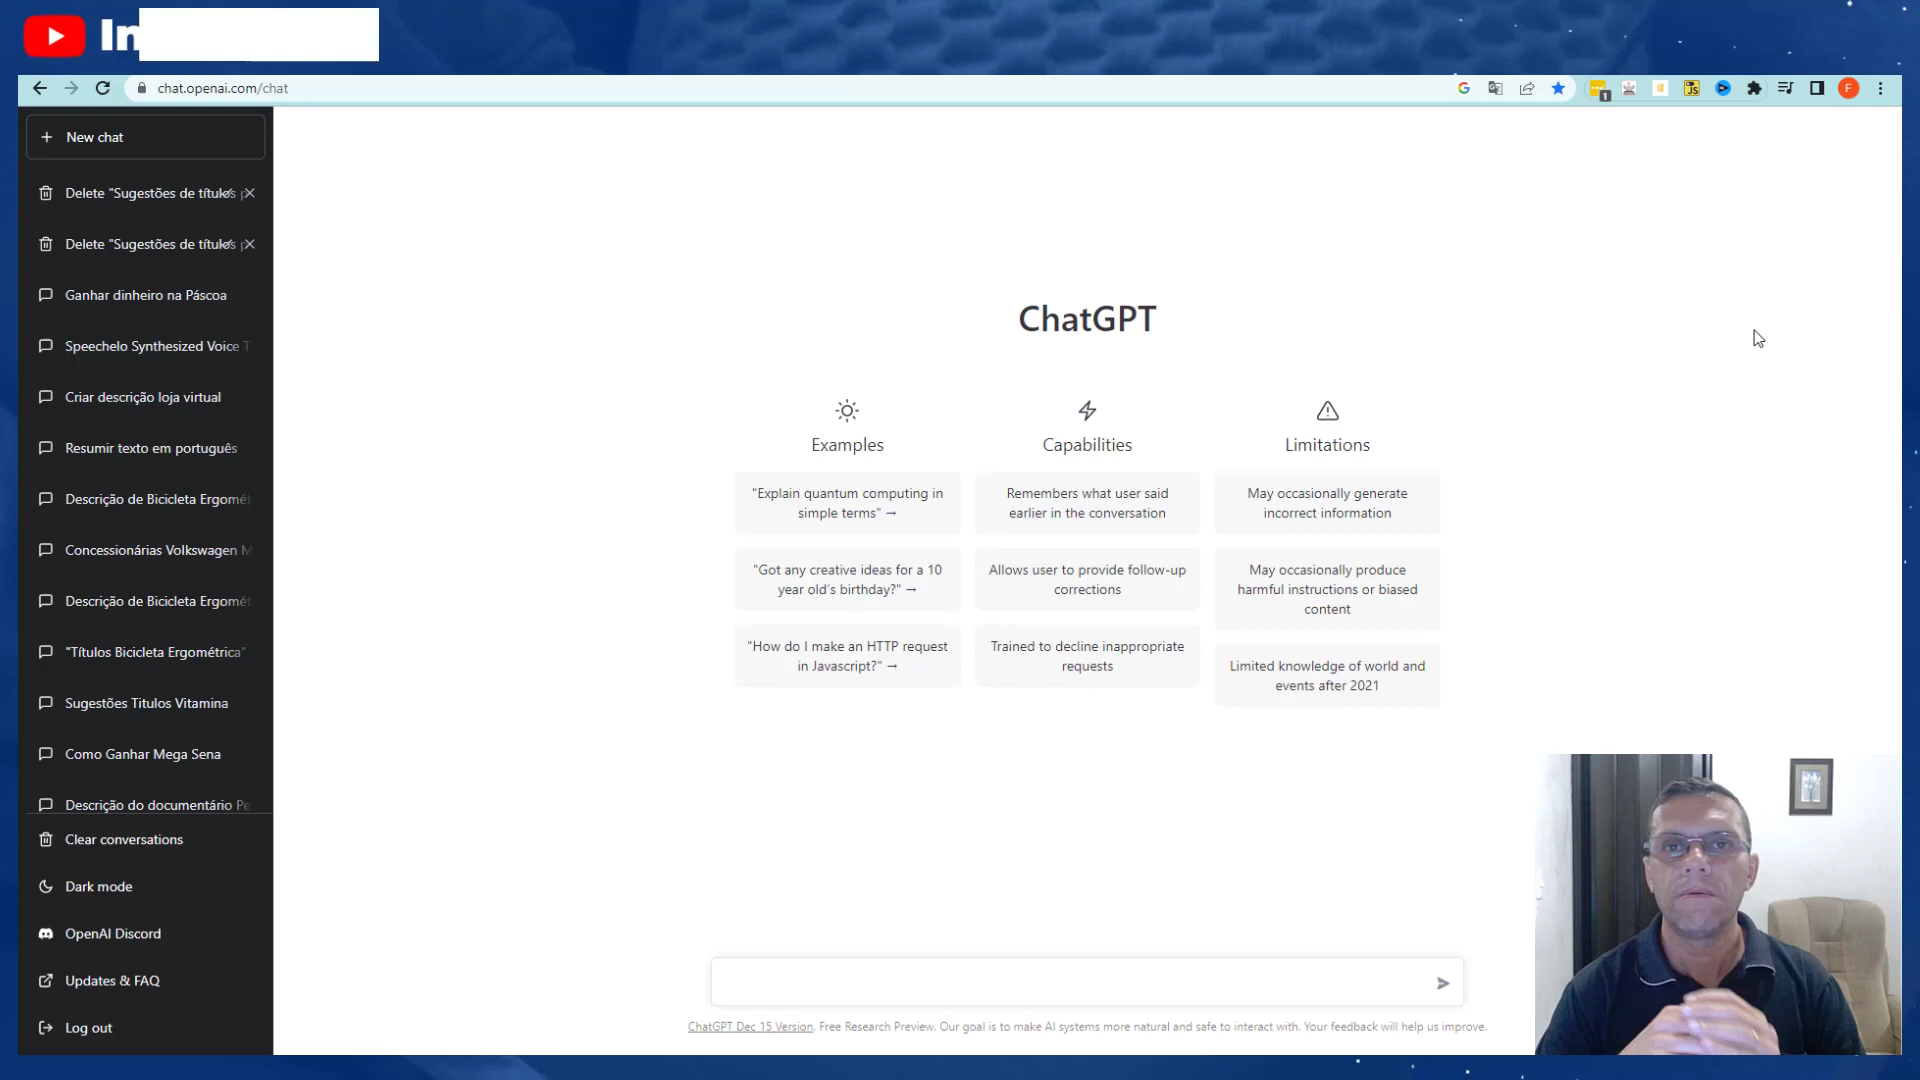 In
chat.openai.com/chat
1
JS
F
New chat
Delete "Sugestões de títulos p
Delete "Sugestões de títulos p
Ganhar dinheiro na Páscoa
Speechelo Synthesized Voice T
Criar descrição loja virtual
Resumir texto em português
Descrição de Bicicleta Ergomét
Concessionárias Volkswagen M
Descrição de Bicicleta Ergomét
"Títulos Bicicleta Ergométrica"
Sugestões Titulos Vitamina
Como Ganhar Mega Sena
Descrição do documentário Pe
Clear conversations
Dark mode
OpenAI Discord
Updates & FAQ
Log out
ChatGPT
Examples
"Explain quantum computing in
simple terms" →
"Got any creative ideas for a 10
year old's birthday?" →
"How do I make an HTTP request
in Javascript?" →
Capabilities
Remembers what user said
earlier in the conversation
Allows user to provide follow-up
corrections
Trained to decline inappropriate
requests
Limitations
May occasionally generate
incorrect information
May occasionally produce
harmful instructions or biased
content
Limited knowledge of world and
events after 2021
ChatGPT Dec 15 Version. Free Research Preview. Our goal is to make AI systems more natural and safe to interact with. Your feedback will help us improve.